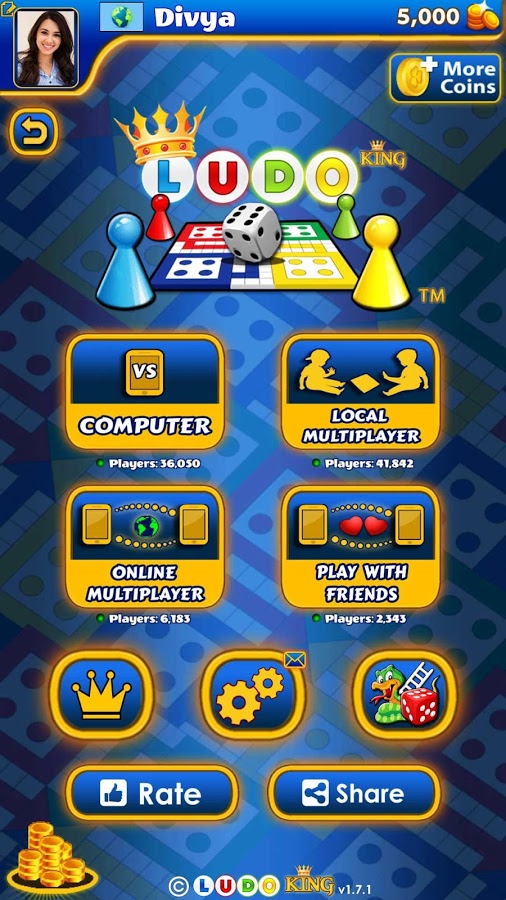 Divya
5,000
More
Coins
LUDO KING
TM
VS
COMPUTER
Players: 36,050
LOCAL
MULTIPLAYER
Players: 41,842
ONLINE
MULTIPLAYER
Players: 6,183
PLAY WITH
FRIENDS
Players: 2,343
Rate
Share
© LUDO KING v1.7.1